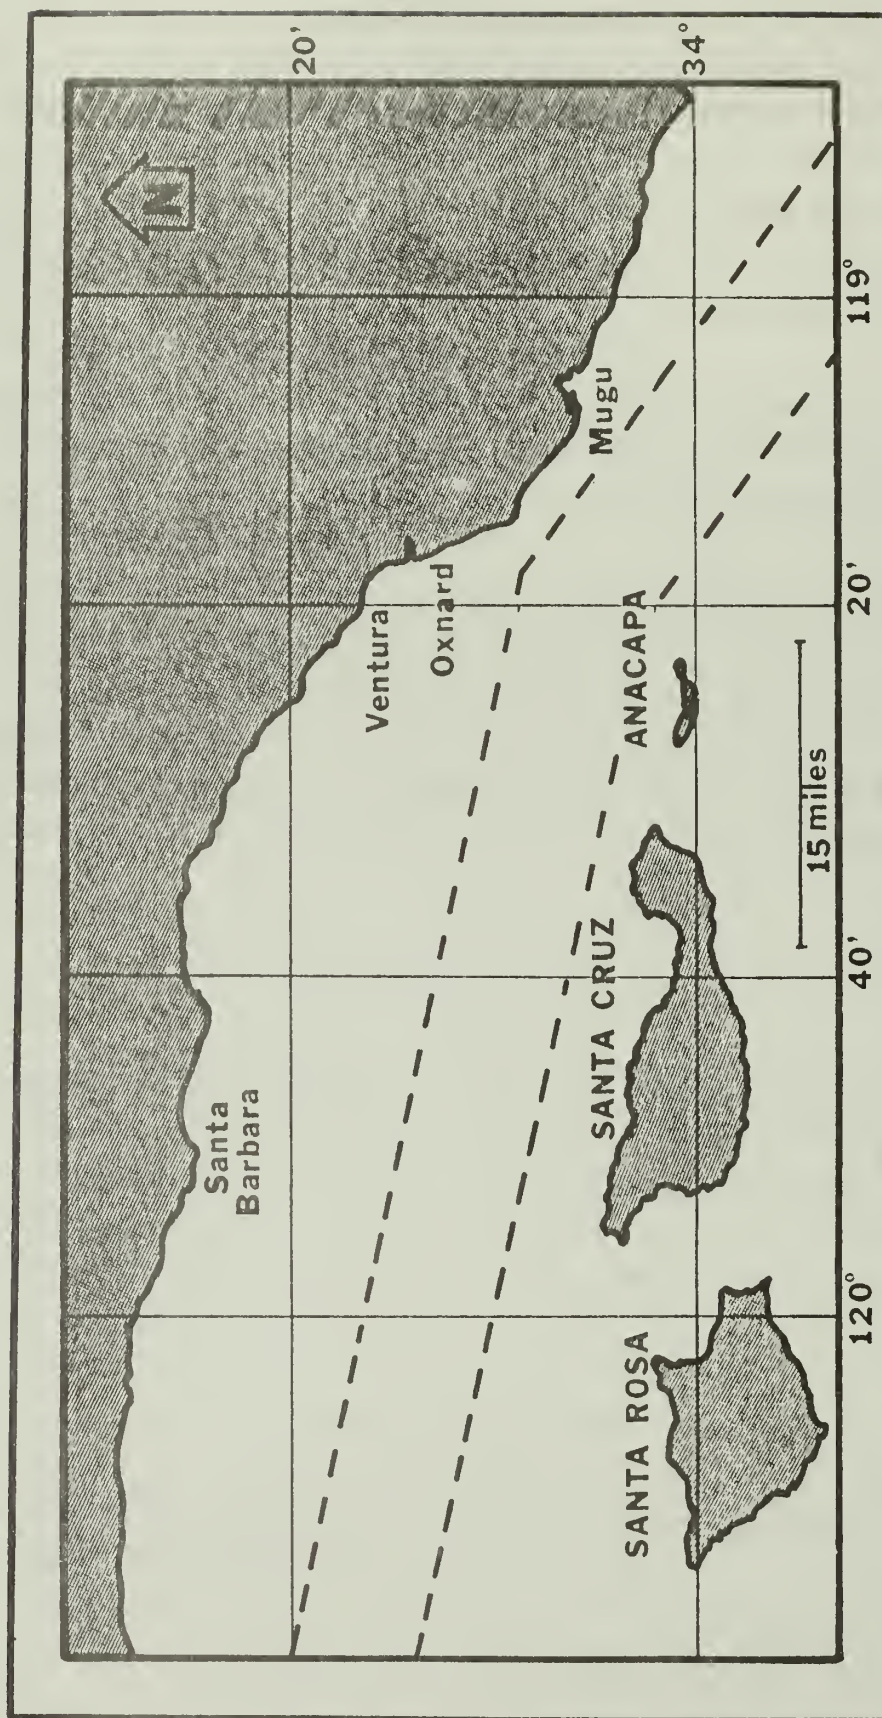 N
Santa
Barbara
Ventura
Oxnard
Mugu
SANTA ROSA
SANTA CRUZ
ANACAPA
15 miles
20'
34°
120°
40'
20'
119°